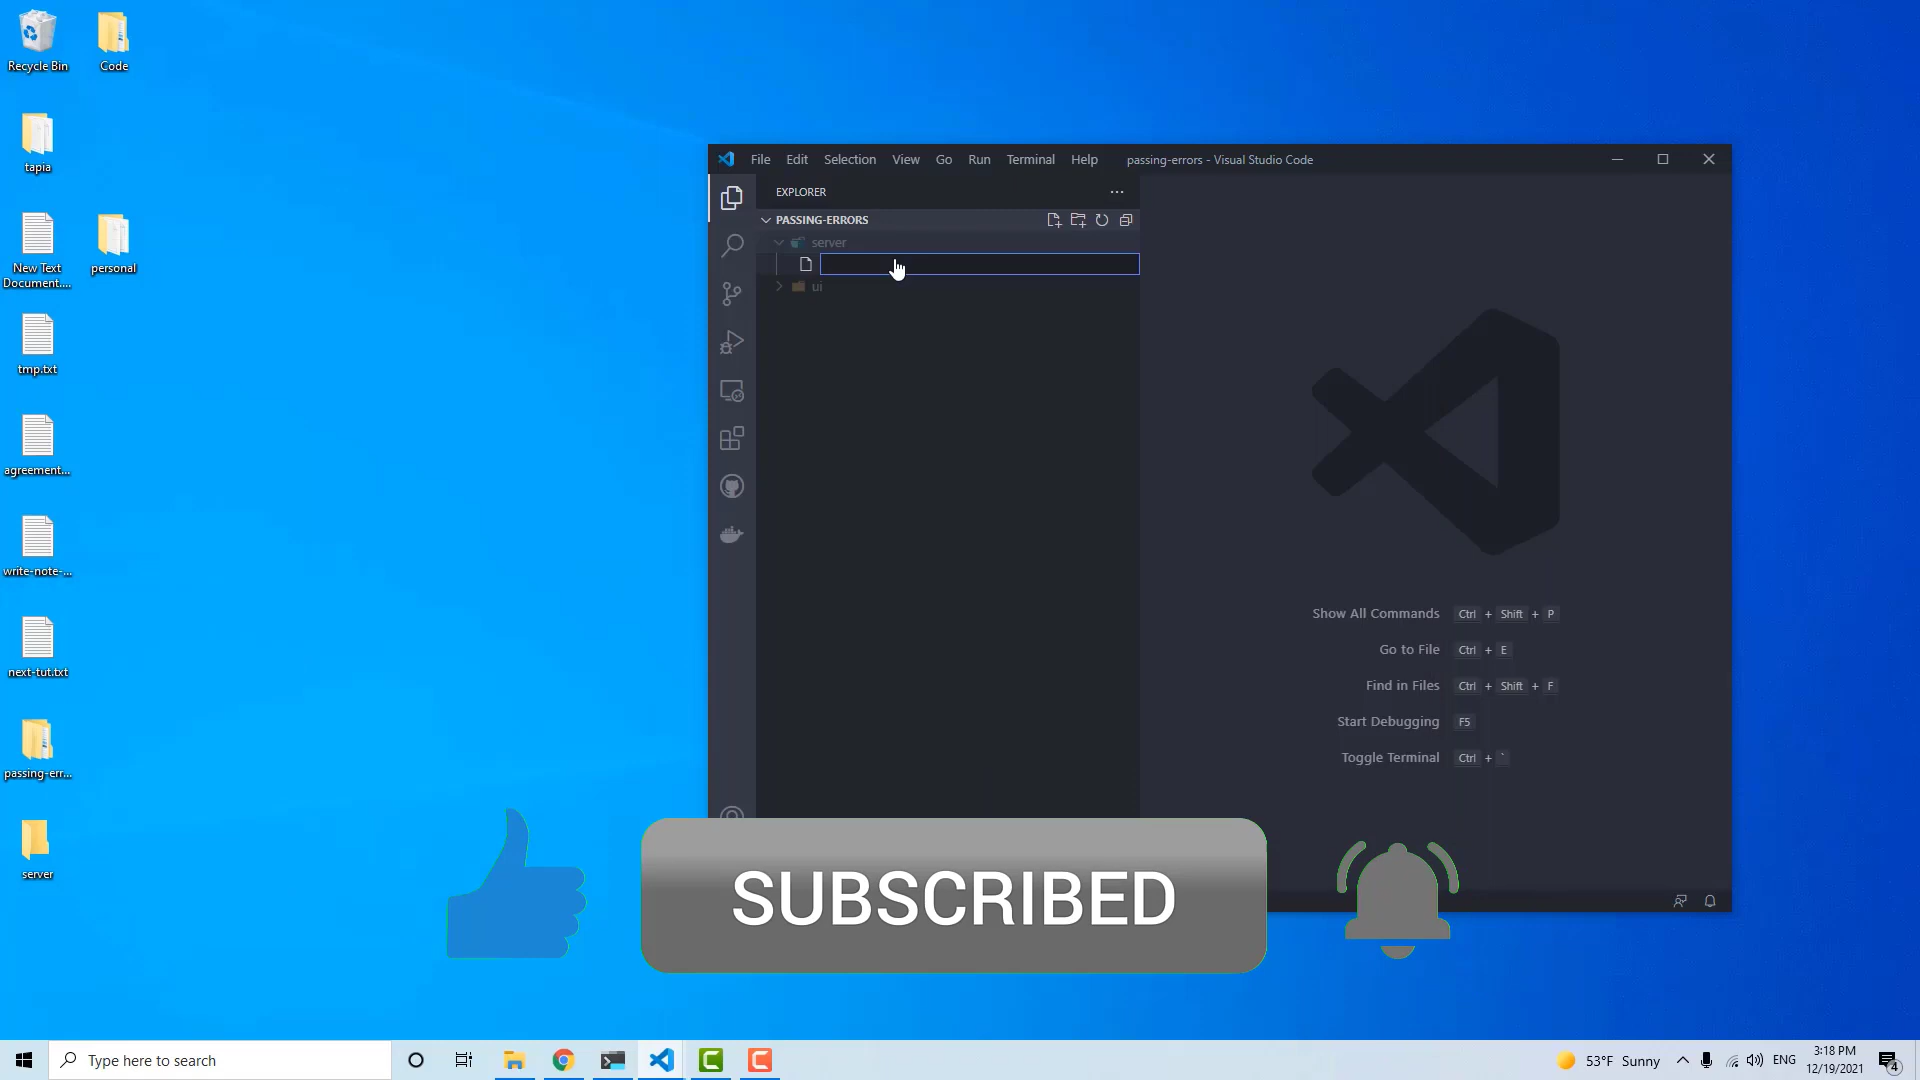 Recycle Bin
Code
tapia
New Text
Document....
personal
tmp.txt
agreement...
write-note-...
next-tut.txt
passing-err...
server
File Edit Selection View Go Run Terminal Help passing-errors - Visual Studio Code
EXPLORER
PASSING-ERRORS
server
ui
Show All Commands Ctrl + Shift + P
Go to File Ctrl + E
Find in Files Ctrl + Shift + F
Start Debugging F5
Toggle Terminal Ctrl + `
SUBSCRIBED
Type here to search
53°F Sunny
ENG
3:18 PM
12/19/2021
4